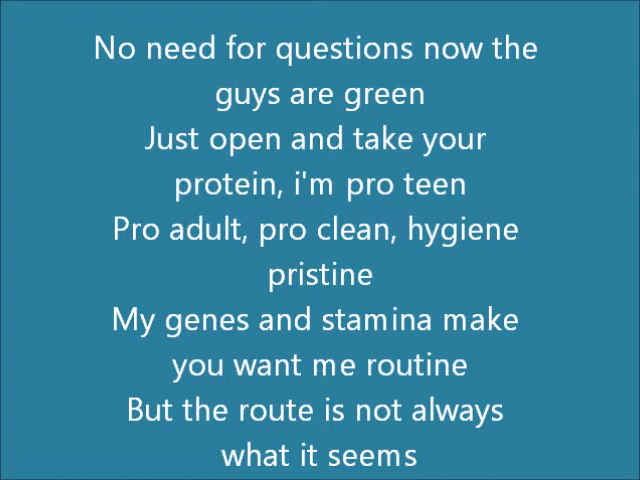 No need for questions now the
guys are green
Just open and take your
protein, i'm pro teen
Pro adult, pro clean, hygiene
pristine
My genes and stamina make
you want me routine
But the route is not always
what it seems